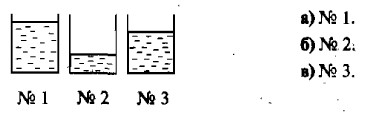 № 1
№ 2
№ 3
а) № 1.
б) № 2.
в) № 3.